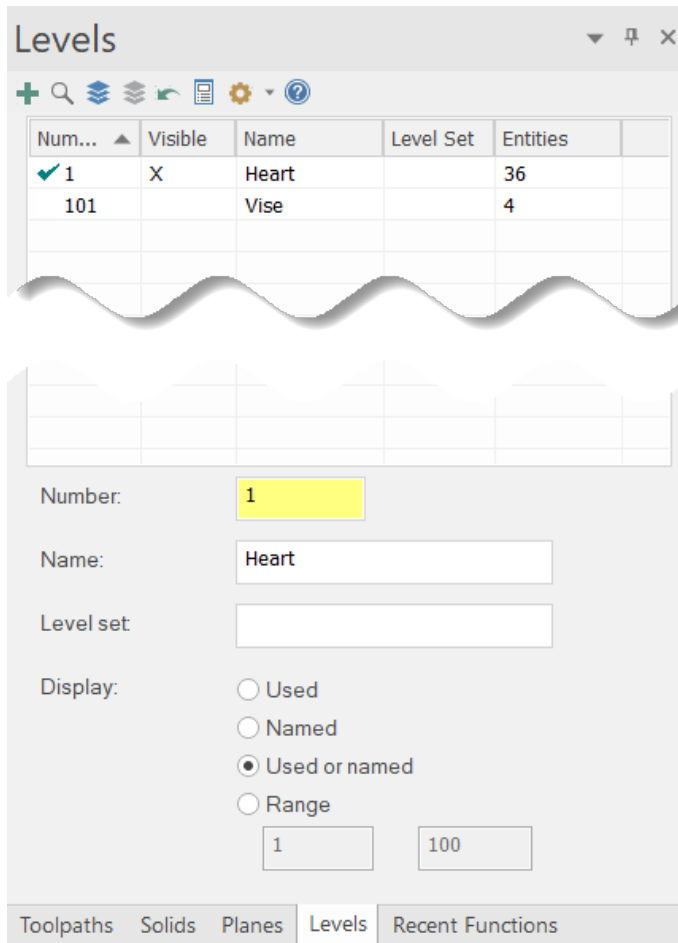 Levels
Num... Visible Name Level Set Entities
1 X Heart 36
101 Vise 4
Number: 1
Name: Heart
Level set:
Display: Used
Named
Used or named
Range
1 100
Toolpaths Solids Planes Levels Recent Functions